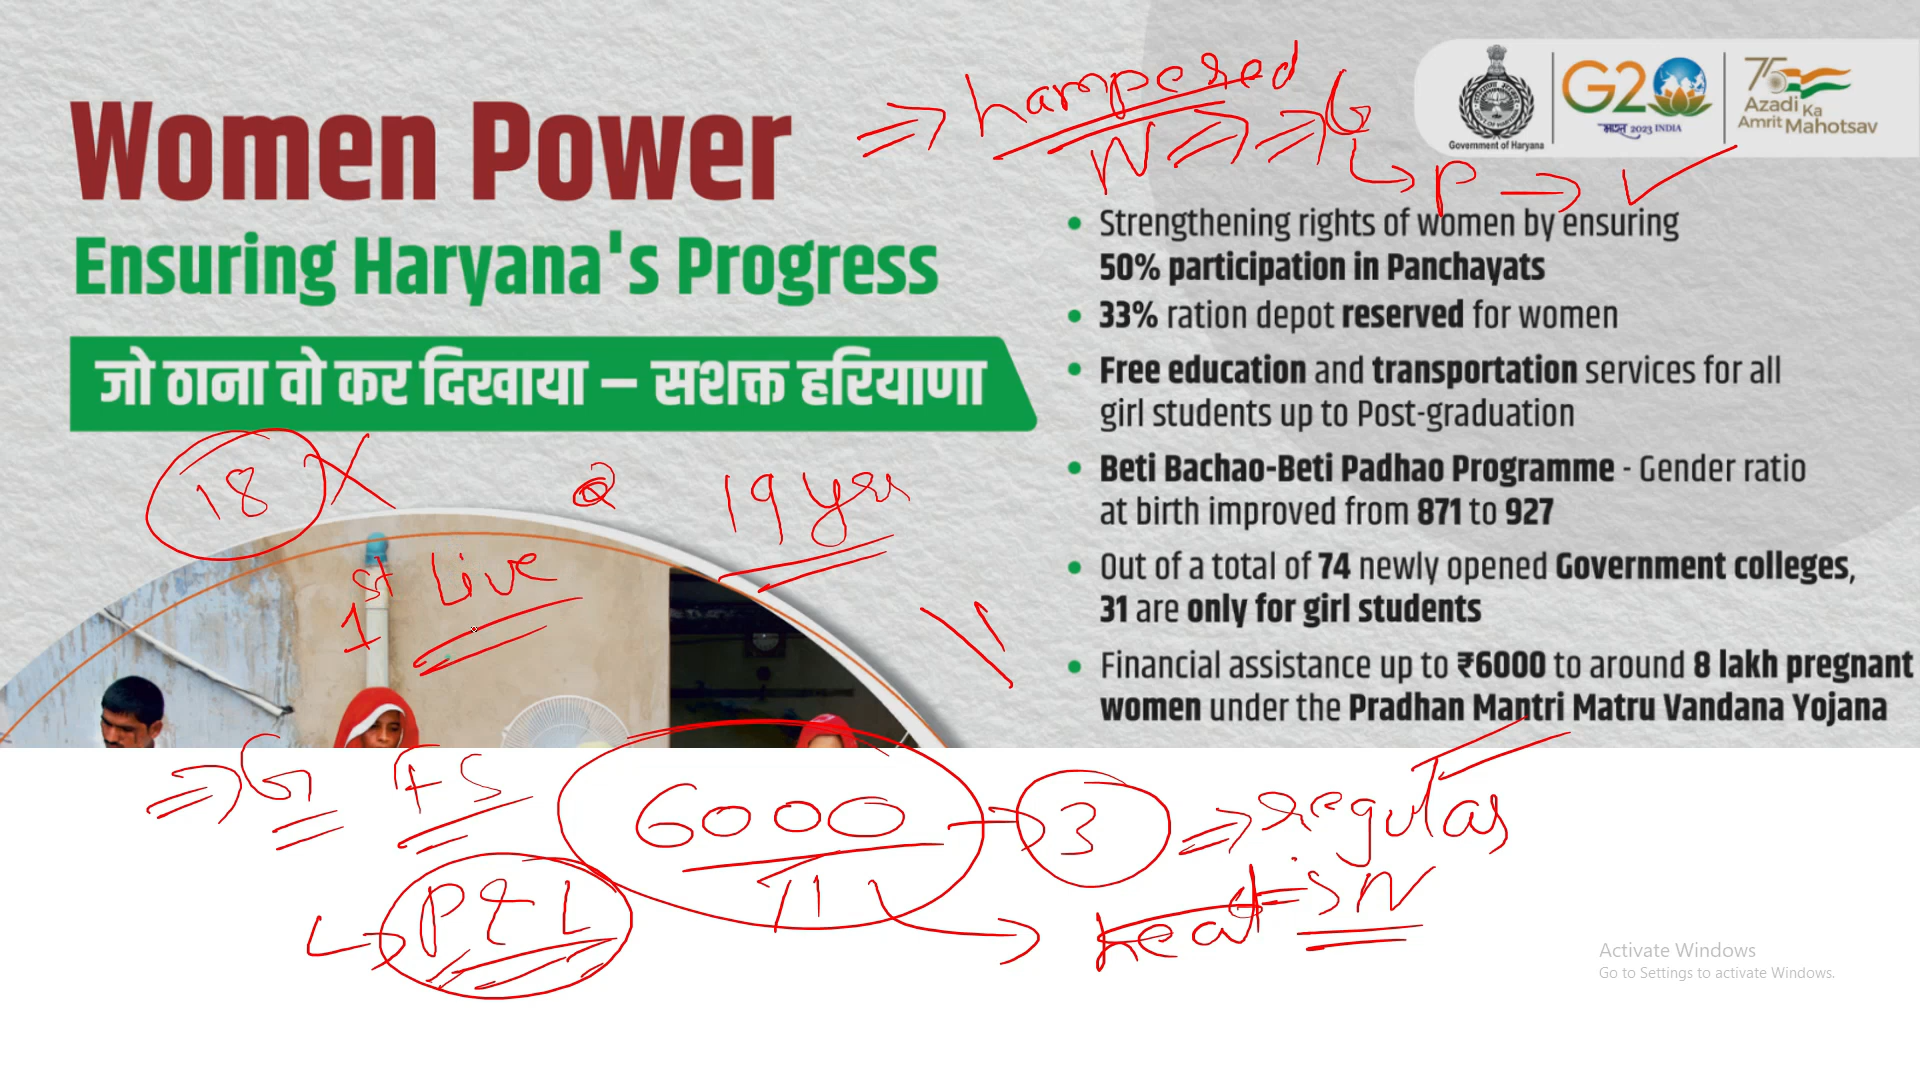 Women Power
Ensuring Haryana's Progress
जो ठाना वो कर दिखाया – सशक्त हरियाणा
Government of Haryana
G20
भारत 2023 INDIA
75
Azadi Ka
Amrit Mahotsav
⇒ hampered
N ⇒ ⇒ G
↳ P → ✓
• Strengthening rights of women by ensuring
50% participation in Panchayats
• 33% ration depot reserved for women
• Free education and transportation services for all
girl students up to Post-graduation
• Beti Bachao-Beti Padhao Programme - Gender ratio
at birth improved from 871 to 927
• Out of a total of 74 newly opened Government colleges,
31 are only for girl students
• Financial assistance up to ₹6000 to around 8 lakh pregnant
women under the Pradhan Mantri Matru Vandana Yojana
18 X
19 yrs
1st Live
⇒ G FS 6000 → 3 ⇒ regular
↳ P & L
Activate Windows
Go to Settings to activate Windows.